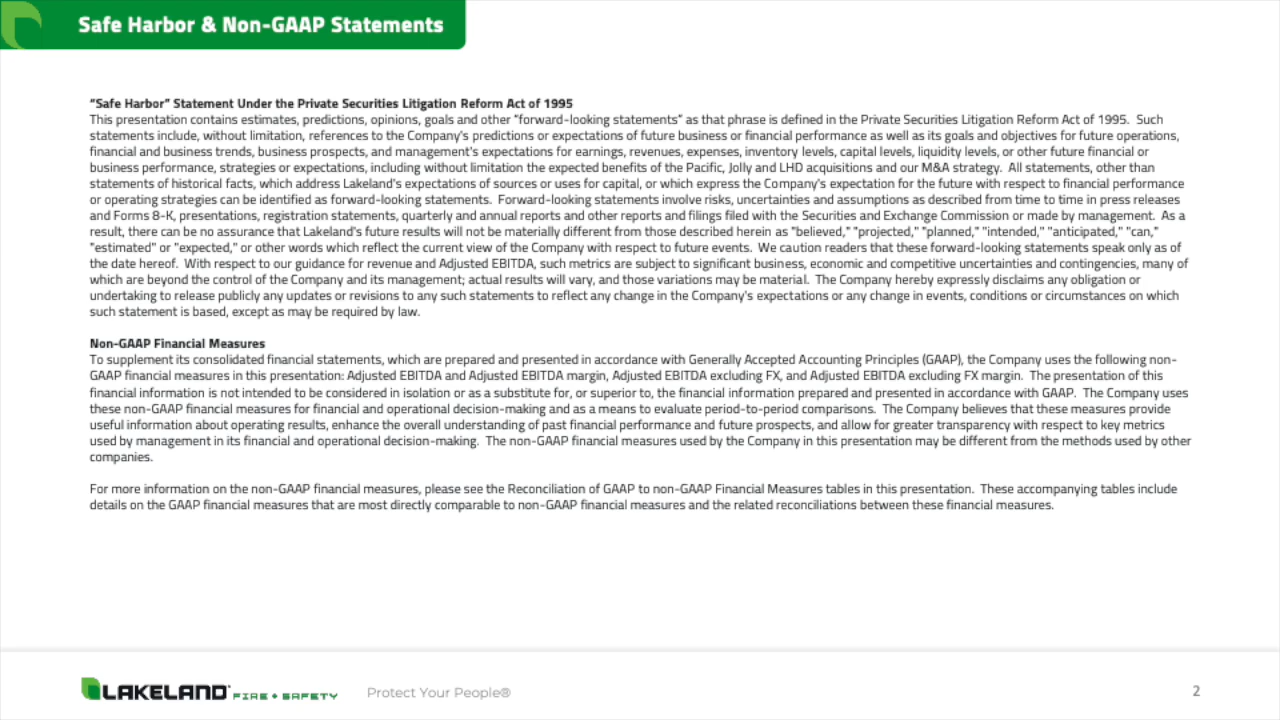 Safe Harbor & Non-GAAP Statements
“Safe Harbor” Statement Under the Private Securities Litigation Reform Act of 1995
This presentation contains estimates, predictions, opinions, goals and other “forward-looking statements” as that phrase is defined in the Private Securities Litigation Reform Act of 1995.  Such
statements include, without limitation, references to the Company's predictions or expectations of future business or financial performance as well as its goals and objectives for future operations,
financial and business trends, business prospects, and management's expectations for earnings, revenues, expenses, inventory levels, capital levels, liquidity levels, or other future financial or
business performance, strategies or expectations, including without limitation the expected benefits of the Pacific, Jolly and LHD acquisitions and our M&A strategy.  All statements, other than
statements of historical facts, which address Lakeland's expectations of sources or uses for capital, or which express the Company's expectation for the future with respect to financial performance
or operating strategies can be identified as forward-looking statements.  Forward-looking statements involve risks, uncertainties and assumptions as described from time to time in press releases
and Forms 8-K, presentations, registration statements, quarterly and annual reports and other reports and filings filed with the Securities and Exchange Commission or made by management.  As a
result, there can be no assurance that Lakeland's future results will not be materially different from those described herein as "believed," "projected," "planned," "intended," "anticipated," "can,"
"estimated" or "expected," or other words which reflect the current view of the Company with respect to future events.  We caution readers that these forward-looking statements speak only as of
the date hereof.  With respect to our guidance for revenue and Adjusted EBITDA, such metrics are subject to significant business, economic and competitive uncertainties and contingencies, many of
which are beyond the control of the Company and its management; actual results will vary, and those variations may be material.  The Company hereby expressly disclaims any obligation or
undertaking to release publicly any updates or revisions to any such statements to reflect any change in the Company's expectations or any change in events, conditions or circumstances on which
such statement is based, except as may be required by law.
Non-GAAP Financial Measures
To supplement its consolidated financial statements, which are prepared and presented in accordance with Generally Accepted Accounting Principles (GAAP), the Company uses the following non-
GAAP financial measures in this presentation: Adjusted EBITDA and Adjusted EBITDA margin, Adjusted EBITDA excluding FX, and Adjusted EBITDA excluding FX margin.  The presentation of this
financial information is not intended to be considered in isolation or as a substitute for, or superior to, the financial information prepared and presented in accordance with GAAP.  The Company uses
these non-GAAP financial measures for financial and operational decision-making and as a means to evaluate period-to-period comparisons.  The Company believes that these measures provide
useful information about operating results, enhance the overall understanding of past financial performance and future prospects, and allow for greater transparency with respect to key metrics
used by management in its financial and operational decision-making.  The non-GAAP financial measures used by the Company in this presentation may be different from the methods used by other
companies.
For more information on the non-GAAP financial measures, please see the Reconciliation of GAAP to non-GAAP Financial Measures tables in this presentation.  These accompanying tables include
details on the GAAP financial measures that are most directly comparable to non-GAAP financial measures and the related reconciliations between these financial measures.
LAKELAND FIRE + SAFETY Protect Your People® 2